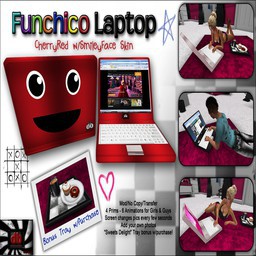 Funchico Laptop
CherryRed w/SmileyFace Skin
Mod/No Copy/Transfer
4 Prims - 6 Animations for Girls & Guys
Screen changes pics every few seconds
Add your own photos
"Sweets Delight" Tray bonus w/purchase!
Bonus Tray w/Purchase!